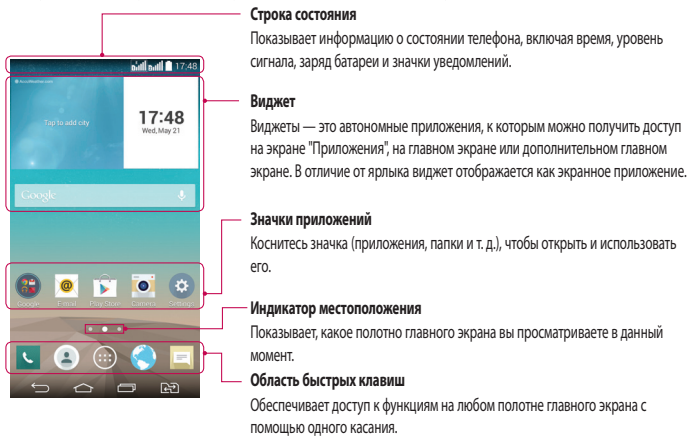 Строка состояния
Показывает информацию о состоянии телефона, включая время, уровень
сигнала, заряд батареи и значки уведомлений.
17:48
AccuWeather.com
Tap to add city
17:48
Wed, May 21
Google
Виджет
Виджеты — это автономные приложения, к которым можно получить доступ
на экране "Приложения", на главном экране или дополнительном главном
экране. В отличие от ярлыка виджет отображается как экранное приложение.
Значки приложений
Коснитесь значка (приложения, папки и т. д.), чтобы открыть и использовать
его.
Google Email Play Store Camera Settings
Индикатор местоположения
Показывает, какое полотно главного экрана вы просматриваете в данный
момент.
Область быстрых клавиш
Обеспечивает доступ к функциям на любом полотне главного экрана с
помощью одного касания.